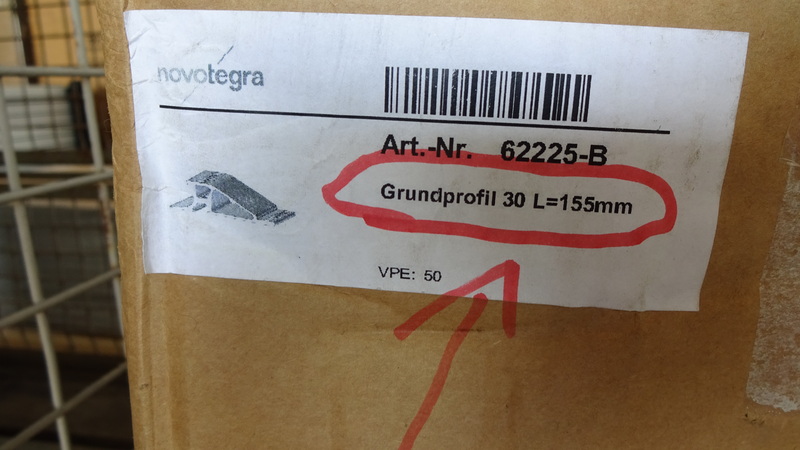 novotegra
Art.-Nr. 62225-B
Grundprofil 30 L=155mm
VPE: 50